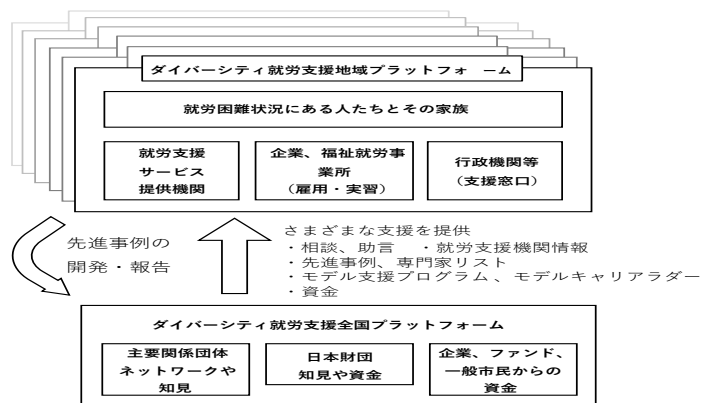 ダイバーシティ就労支援地域プラットフォーム
就労困難状況にある人たちとその家族
就労支援
サービス
提供機関
企業、福祉就労事
業所
（雇用・実習）
行政機関等
（支援窓口）
先進事例の
開発・報告
さまざまな支援を提供
・相談、助言　・就労支援機関情報
・先進事例、専門家リスト
・モデル支援プログラム、モデルキャリアラダー
・資金
ダイバーシティ就労支援全国プラットフォーム
主要関係団体
ネットワークや
知見
日本財団
知見や資金
企業、ファンド、
一般市民からの
資金